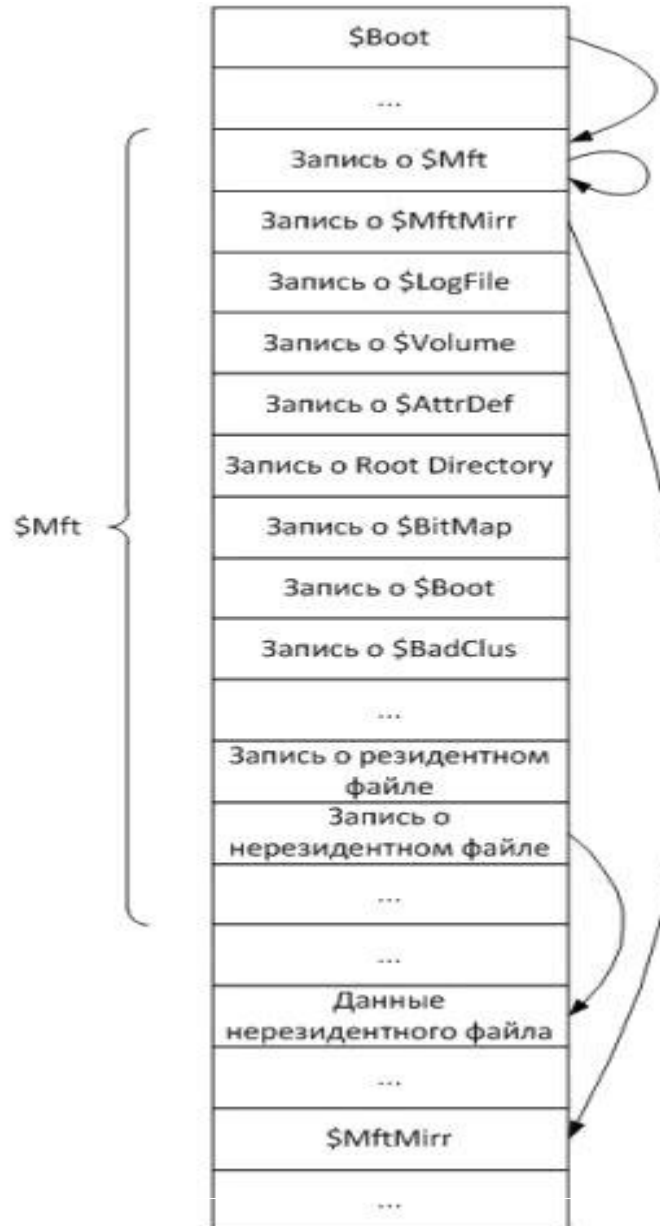 $Boot
...
Запись о $Mft
Запись о $MftMirr
Запись о $LogFile
Запись о $Volume
Запись о $AttrDef
Запись о Root Directory
$Mft
Запись о $BitMap
Запись о $Boot
Запись о $BadClus
...
Запись о резидентном
файле
Запись о
нерезидентном файле
...
...
Данные
нерезидентного файла
...
$MftMirr
...